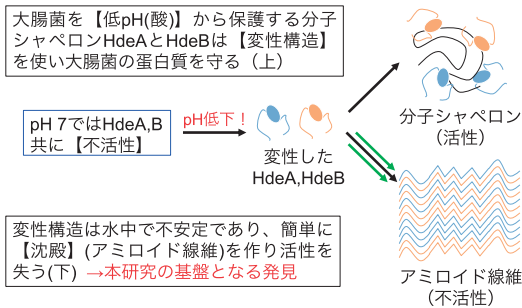 大腸菌を【低pH(酸)】から保護する分子
シャペロンHdeAとHdeBは【変性構造】
を使い大腸菌の蛋白質を守る（上）
pH 7ではHdeA,B
共に【不活性】
pH低下！
変性した
HdeA,HdeB
分子シャペロン
（活性）
変性構造は水中で不安定であり、簡単に
【沈殿】(アミロイド線維)を作り活性を
失う(下) →本研究の基盤となる発見
アミロイド線維
（不活性）